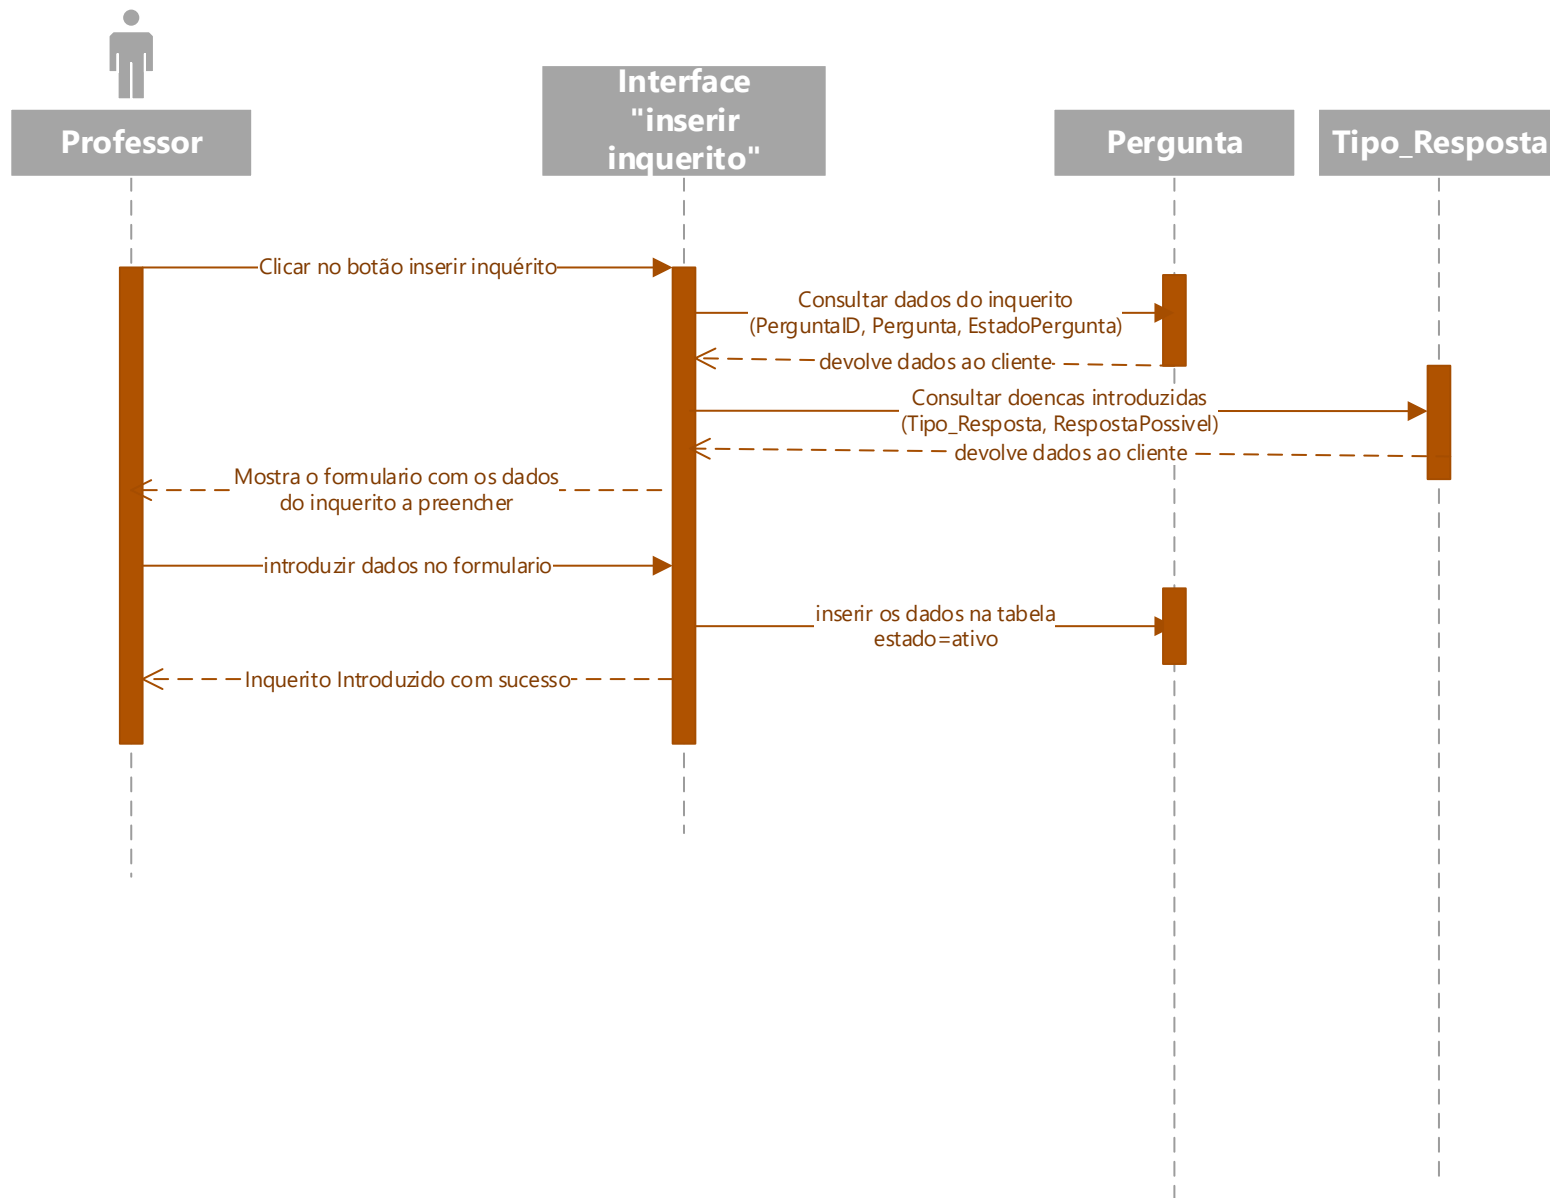 Professor
Interface
"inserir
inquerito"
Pergunta
Tipo_Resposta
Clicar no botão inserir inquérito
Consultar dados do inquerito
(PerguntaID, Pergunta, EstadoPergunta)
devolve dados ao cliente
Consultar doencas introduzidas
(Tipo_Resposta, RespostaPossivel)
devolve dados ao cliente
Mostra o formulario com os dados
do inquerito a preencher
introduzir dados no formulario
inserir os dados na tabela
estado=ativo
Inquerito Introduzido com sucesso